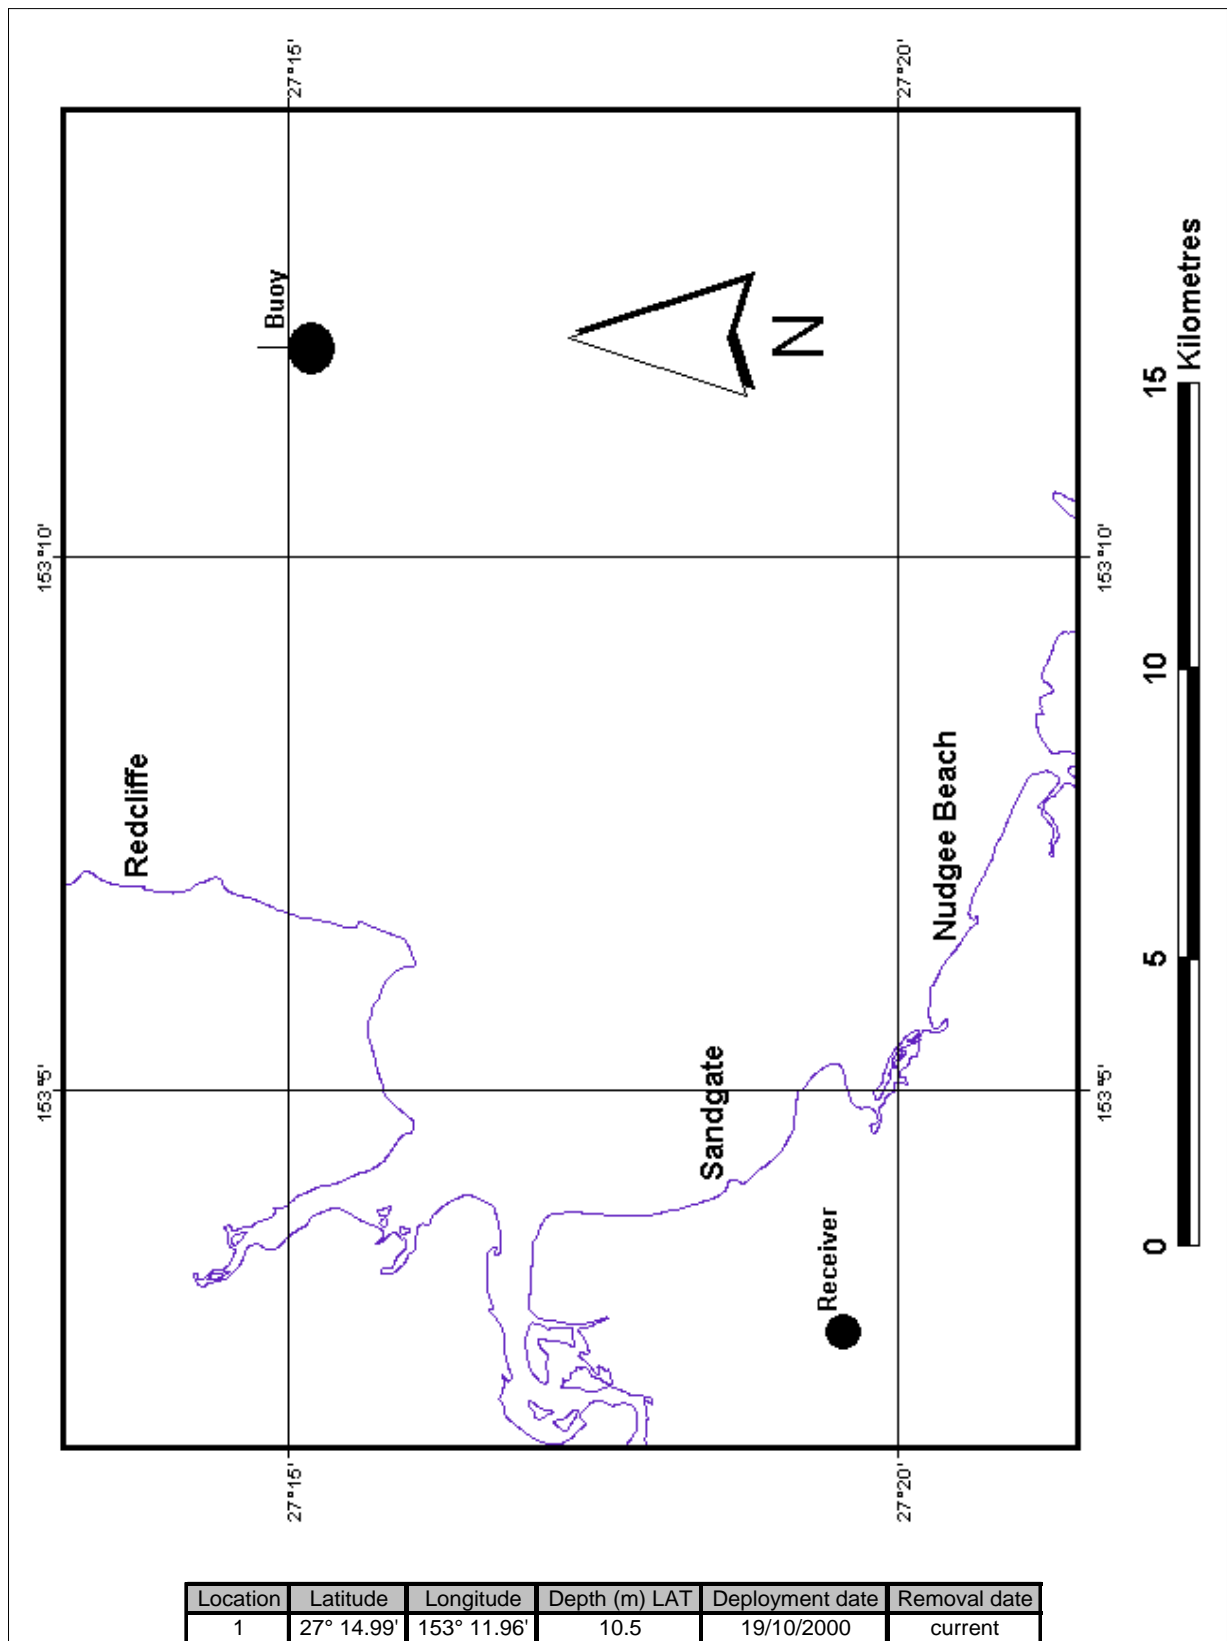 27°15'
27°20'
Buoy
N
Kilometres
15
153°10'
153°10'
10
Redcliffe
Nudgee Beach
5
153°5'
153°5'
Sandgate
Receiver
0
27°15'
27°20'
Location Latitude Longitude Depth (m) LAT Deployment date Removal date
1 27° 14.99' 153° 11.96' 10.5 19/10/2000 current